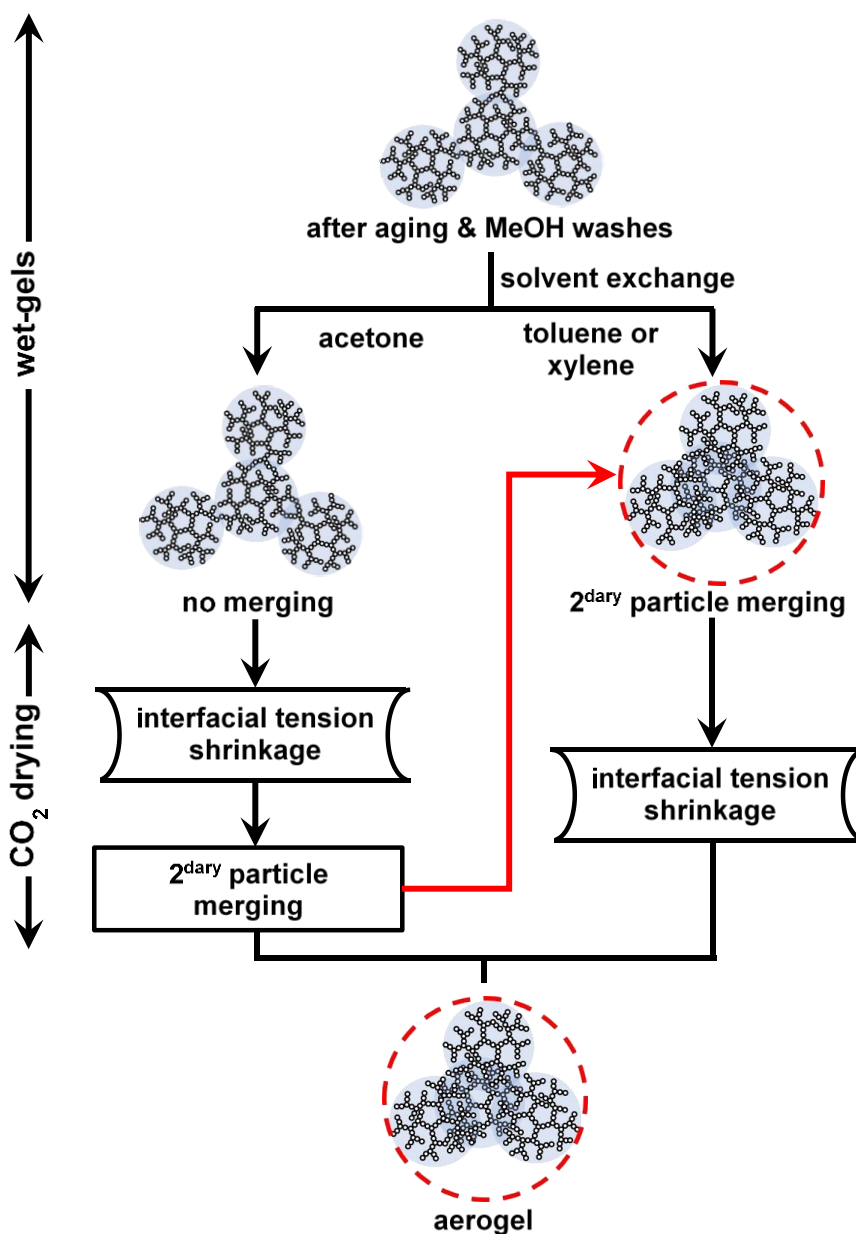 after aging & MeOH washes
solvent exchange
acetone
toluene or
xylene
wet-gels
no merging
2dary particle merging
CO2 drying
interfacial tension
shrinkage
interfacial tension
shrinkage
2dary particle
merging
aerogel